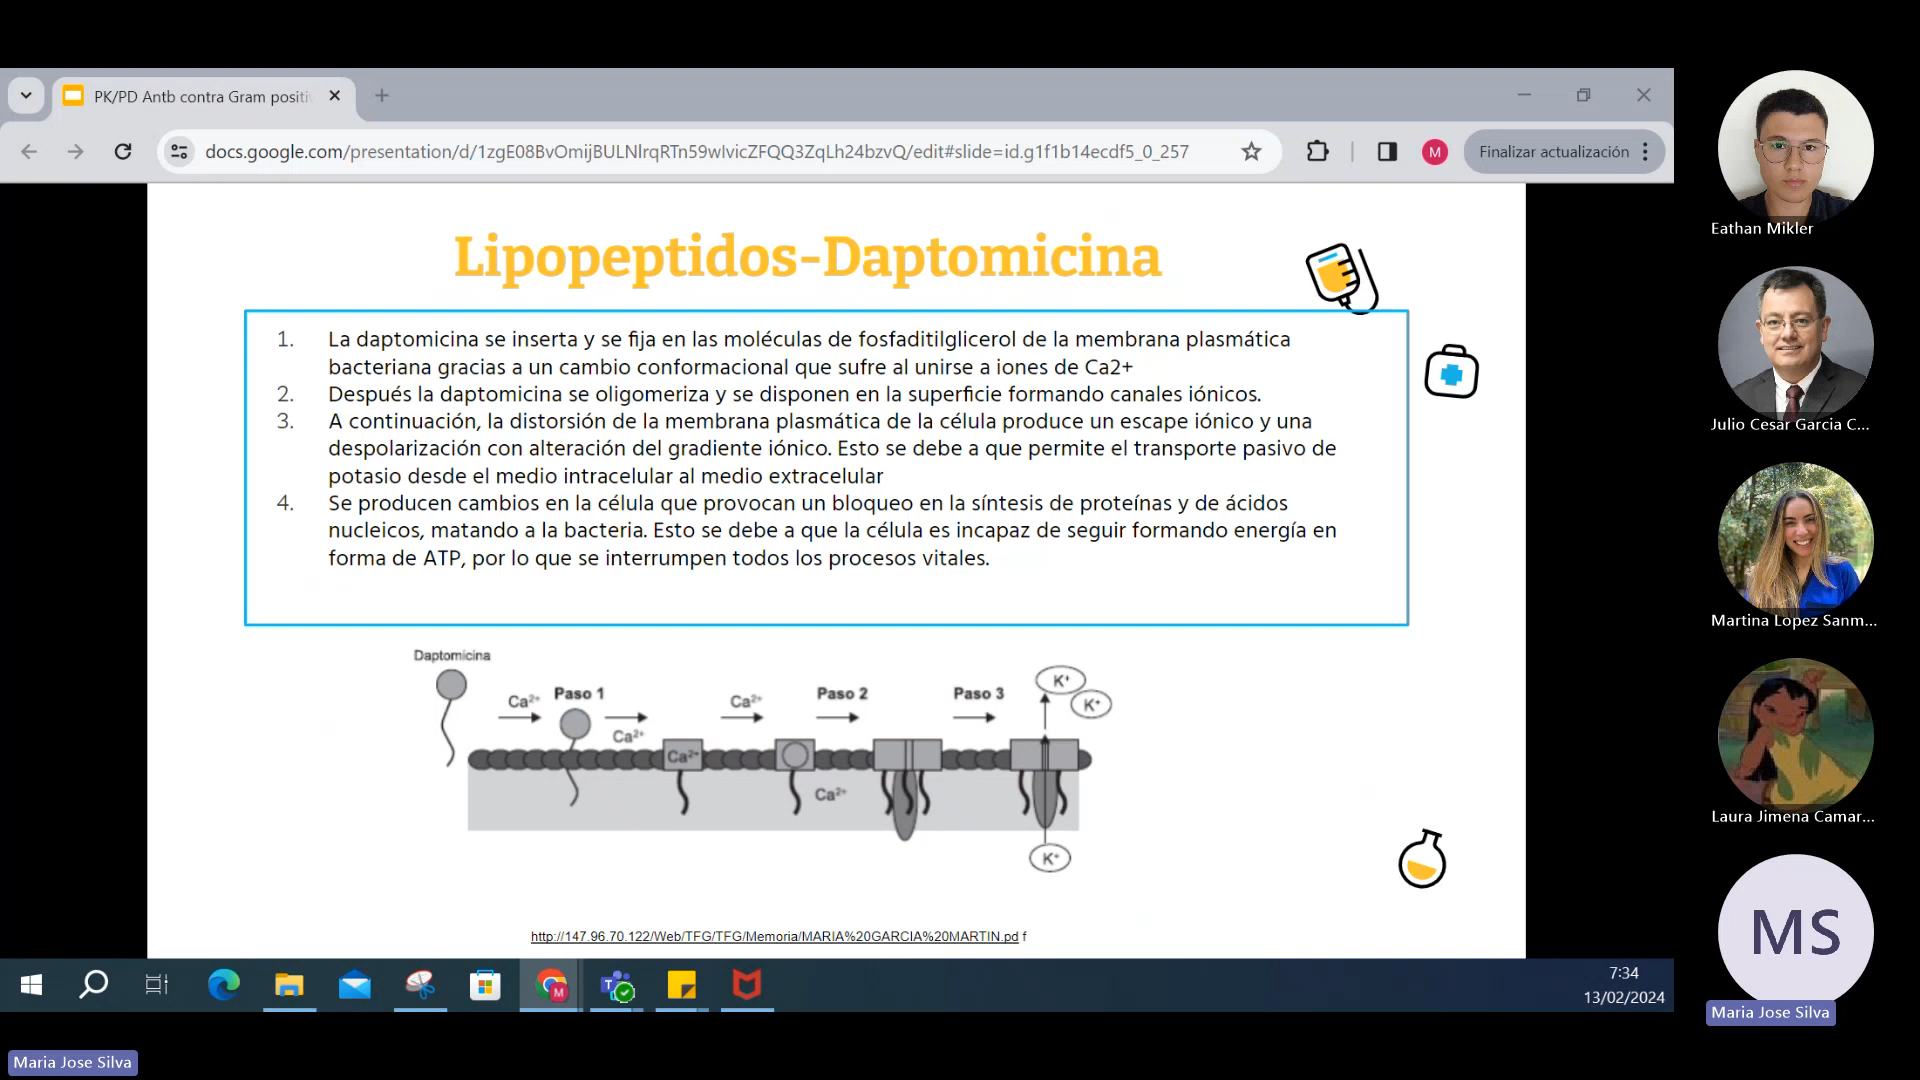 PK/PD Antb contra Gram positi
docs.google.com/presentation/d/1zgE08BvOmijBULNlrqRTn59wIvicZFQQ3ZqLh24bzvQ/edit#slide=id.g1f1b14ecdf5_0_257
M
Finalizar actualización
Lipopeptidos-Daptomicina
1. La daptomicina se inserta y se fija en las moléculas de fosfaditilglicerol de la membrana plasmática
bacteriana gracias a un cambio conformacional que sufre al unirse a iones de Ca2+
2. Después la daptomicina se oligomeriza y se disponen en la superficie formando canales iónicos.
3. A continuación, la distorsión de la membrana plasmática de la célula produce un escape iónico y una
despolarización con alteración del gradiente iónico. Esto se debe a que permite el transporte pasivo de
potasio desde el medio intracelular al medio extracelular
4. Se producen cambios en la célula que provocan un bloqueo en la síntesis de proteínas y de ácidos
nucleicos, matando a la bacteria. Esto se debe a que la célula es incapaz de seguir formando energía en
forma de ATP, por lo que se interrumpen todos los procesos vitales.
Daptomicina
Ca²⁺ Paso 1 Ca²⁺ Paso 2 Paso 3 K⁺
K⁺
Ca²⁺
Ca²⁺
Ca²⁺
K⁺
http://147.96.70.122/Web/TFG/TFG/Memoria/MARIA%20GARCIA%20MARTIN.pd f
M
T
7:34
13/02/2024
Maria Jose Silva
Eathan Mikler
Julio Cesar Garcia C...
Martina Lopez Sanm...
Laura Jimena Camar...
MS
Maria Jose Silva